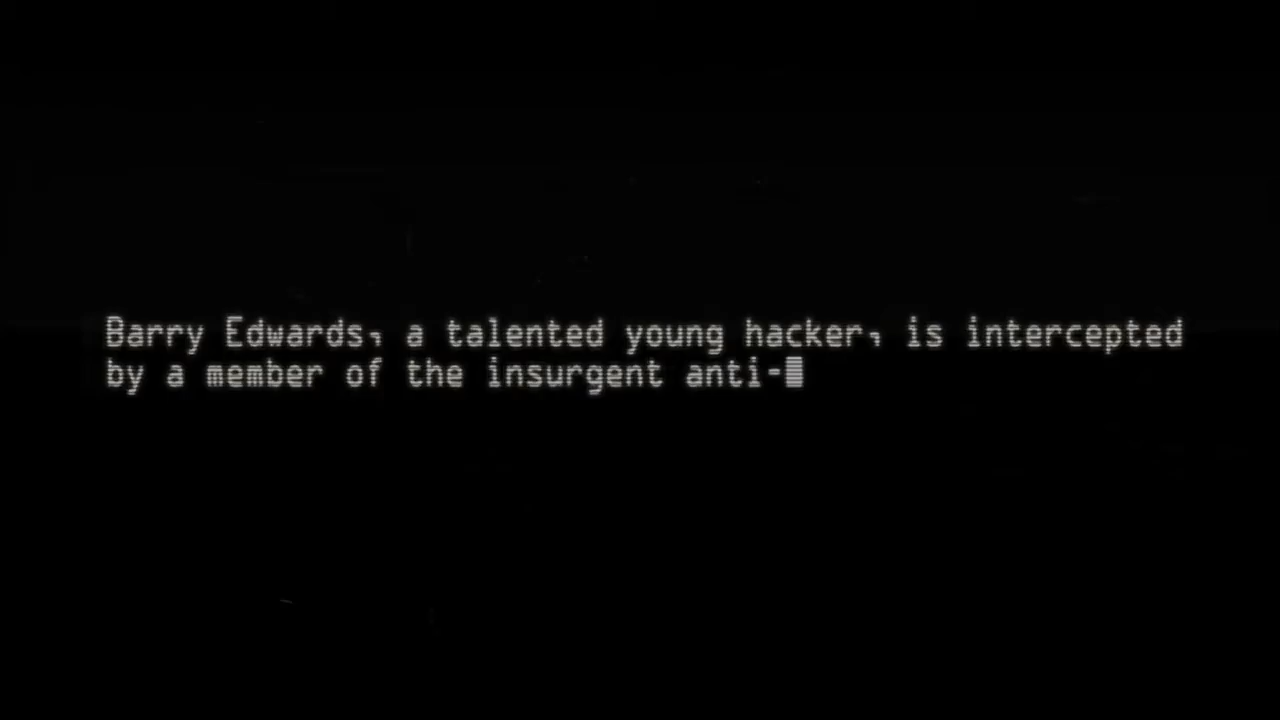 Barry Edwards, a talented young hacker, is intercepted
by a member of the insurgent anti-